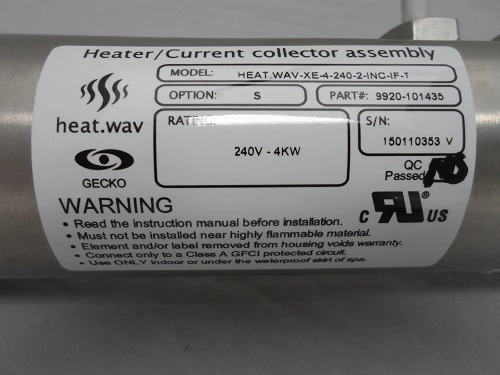 Heater/Current collector assembly
MODEL: HEAT.WAV-XE-4-240-2-INC-IF-T
OPTION: S
PART#: 9920-101435
heat.wav
RATING:
240V - 4KW
S/N:
150110353 V
GECKO
QC
Passed
WARNING
C RU US
• Read the instruction manual before installation.
• Must not be installed near highly flammable material.
• Element and/or label removed from housing voids warranty.
• Connect only to a Class A GFCI protected circuit.
• Use ONLY indoor or under the waterproof skirt of spa.